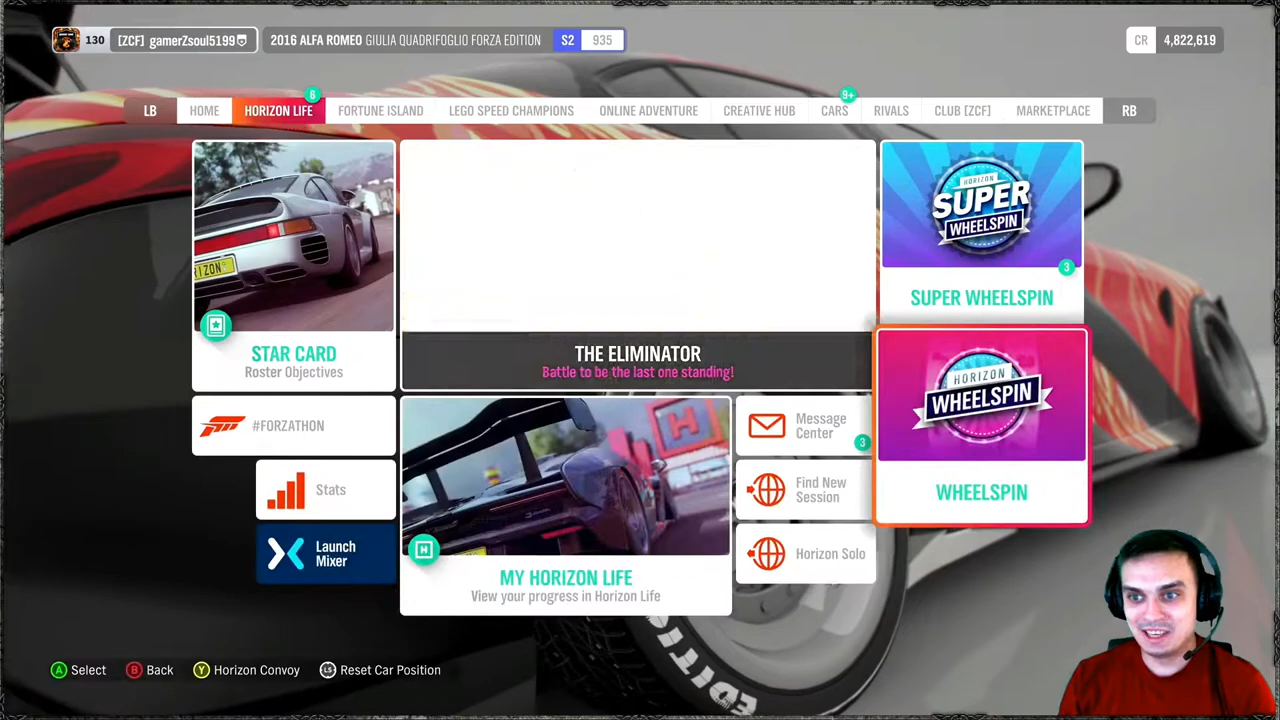 130 [ZCF] gamerZsoul5199
2016 ALFA ROMEO GIULIA QUADRIFOGLIO FORZA EDITION S2 935
CR 4,822,619
6
9+
LB HOME HORIZON LIFE FORTUNE ISLAND LEGO SPEED CHAMPIONS ONLINE ADVENTURE CREATIVE HUB CARS RIVALS CLUB [ZCF] MARKETPLACE RB
HORIZON
SUPER
WHEELSPIN
3
SUPER WHEELSPIN
STAR CARD
Roster Objectives
THE ELIMINATOR
Battle to be the last one standing!
HORIZON
WHEELSPIN
WHEELSPIN
#FORZATHON
Stats
Launch
Mixer
H
MY HORIZON LIFE
View your progress in Horizon Life
Message
Center
3
Find New
Session
Horizon Solo
EDITIO
A Select
B Back
Y Horizon Convoy
LS Reset Car Position